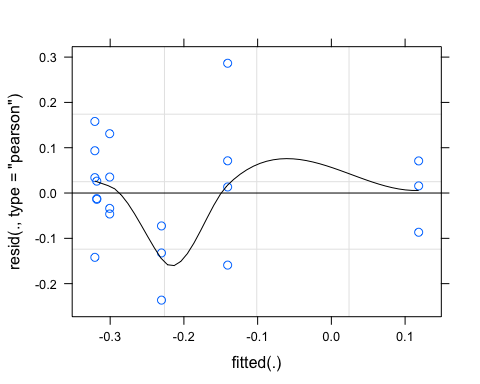 resid(., type = "pearson")
0.3
0.2
0.1
0.0
-0.1
-0.2
-0.3 -0.2 -0.1 0.0 0.1
fitted(.)